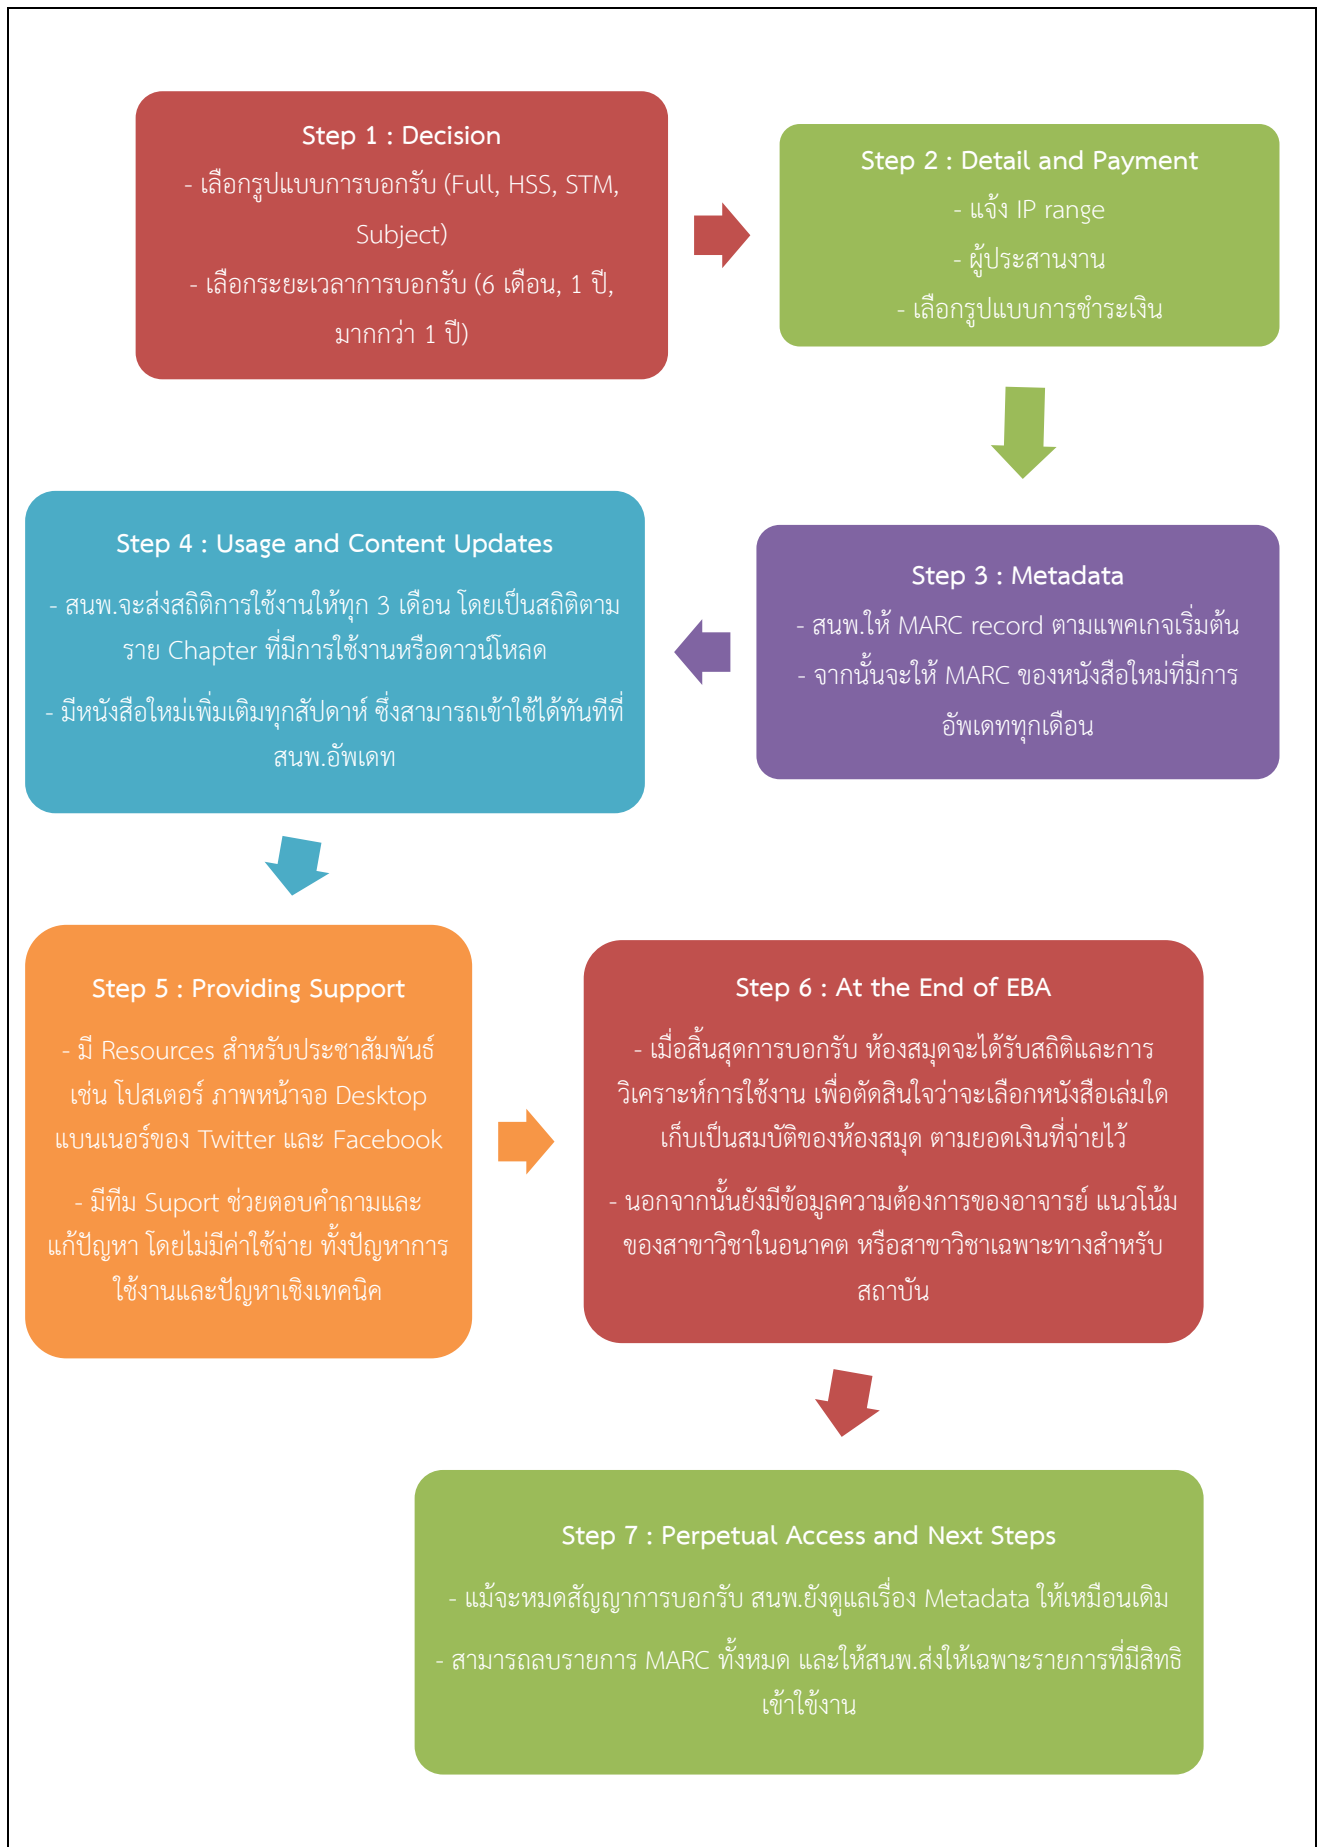 Step 1 : Decision
- เลือกรูปแบบการบอกรับ (Full, HSS, STM,
Subject)
- เลือกระยะเวลาการบอกรับ (6 เดือน, 1 ปี,
มากกว่า 1 ปี)
Step 2 : Detail and Payment
- แจ้ง IP range
- ผู้ประสานงาน
- เลือกรูปแบบการชำระเงิน
Step 3 : Metadata
- สนพ.ให้ MARC record ตามแพคเกจเริ่มต้น
- จากนั้นจะให้ MARC ของหนังสือใหม่ที่มีการ
อัพเดททุกเดือน
Step 4 : Usage and Content Updates
- สนพ.จะส่งสถิติการใช้งานให้ทุก 3 เดือน โดยเป็นสถิติตาม
ราย Chapter ที่มีการใช้งานหรือดาวน์โหลด
- มีหนังสือใหม่เพิ่มเติมทุกสัปดาห์ ซึ่งสามารถเข้าใช้ได้ทันทีที่
สนพ.อัพเดท
Step 5 : Providing Support
- มี Resources สำหรับประชาสัมพันธ์
เช่น โปสเตอร์ ภาพหน้าจอ Desktop
แบนเนอร์ของ Twitter และ Facebook
- มีทีม Suport ช่วยตอบคำถามและ
แก้ปัญหา โดยไม่มีค่าใช้จ่าย ทั้งปัญหาการ
ใช้งานและปัญหาเชิงเทคนิค
Step 6 : At the End of EBA
- เมื่อสิ้นสุดการบอกรับ ห้องสมุดจะได้รับสถิติและการ
วิเคราะห์การใช้งาน เพื่อตัดสินใจว่าจะเลือกหนังสือเล่มใด
เก็บเป็นสมบัติของห้องสมุด ตามยอดเงินที่จ่ายไว้
- นอกจากนั้นยังมีข้อมูลความต้องการของอาจารย์ แนวโน้ม
ของสาขาวิชาในอนาคต หรือสาขาวิชาเฉพาะทางสำหรับ
สถาบัน
Step 7 : Perpetual Access and Next Steps
- แม้จะหมดสัญญาการบอกรับ สนพ.ยังดูแลเรื่อง Metadata ให้เหมือนเดิม
- สามารถลบรายการ MARC ทั้งหมด และให้สนพ.ส่งให้เฉพาะรายการที่มีสิทธิ
เข้าใข้งาน